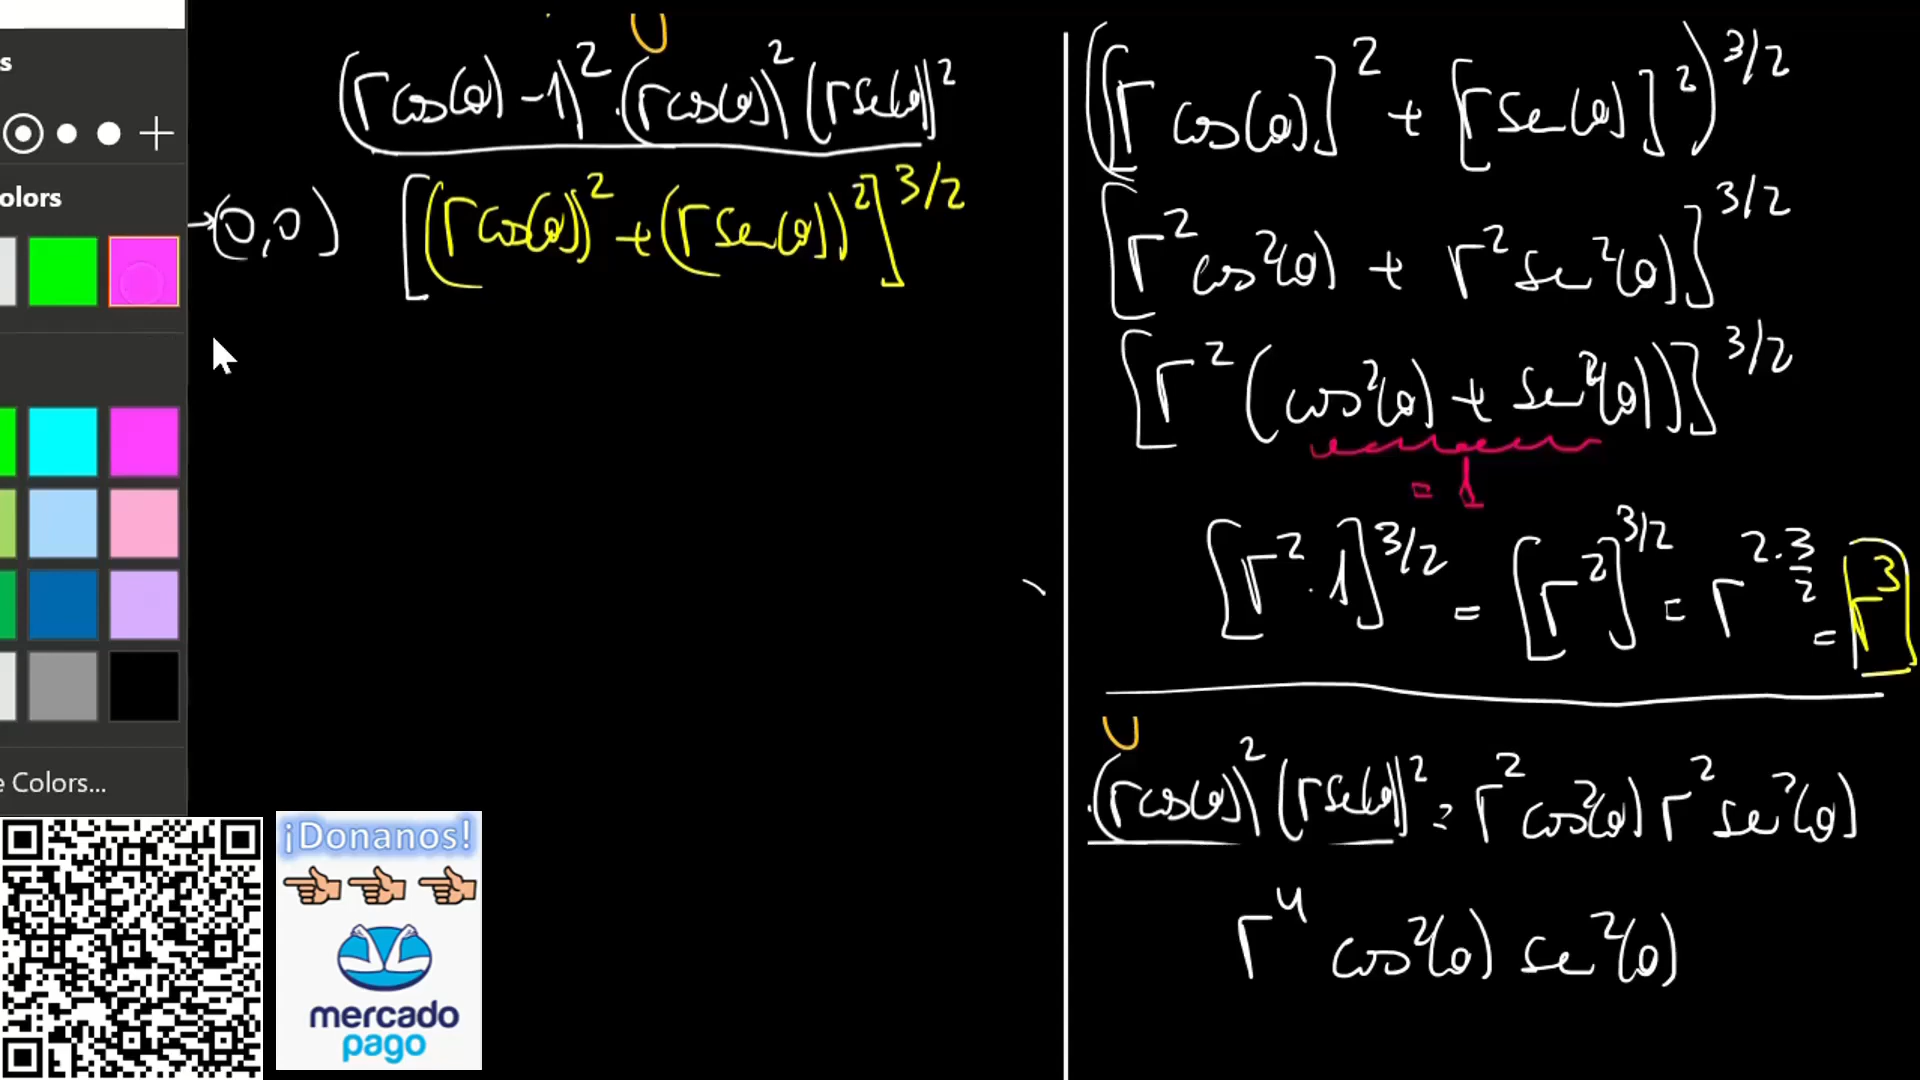 s
olors
e Colors...
(r cos(θ) - 1)² · (r cos(θ))² (r sen(θ))²
→(0,0) [(r cos(θ))² + (r sen(θ))²]^3/2
([r cos(θ)]² + [r sen(θ)]²)^3/2
[r² cos²(θ) + r² sen²(θ)]^3/2
[r² (cos²(θ) + sen²(θ))]^3/2
= 1
[r² · 1]^3/2 = [r²]^3/2 = r^2·3/2 = r³
·(r cos(θ))² (r sen(θ))² = r² cos²(θ) r² sen²(θ)
r⁴ cos²(θ) sen²(θ)
¡Donanos!
mercado
pago